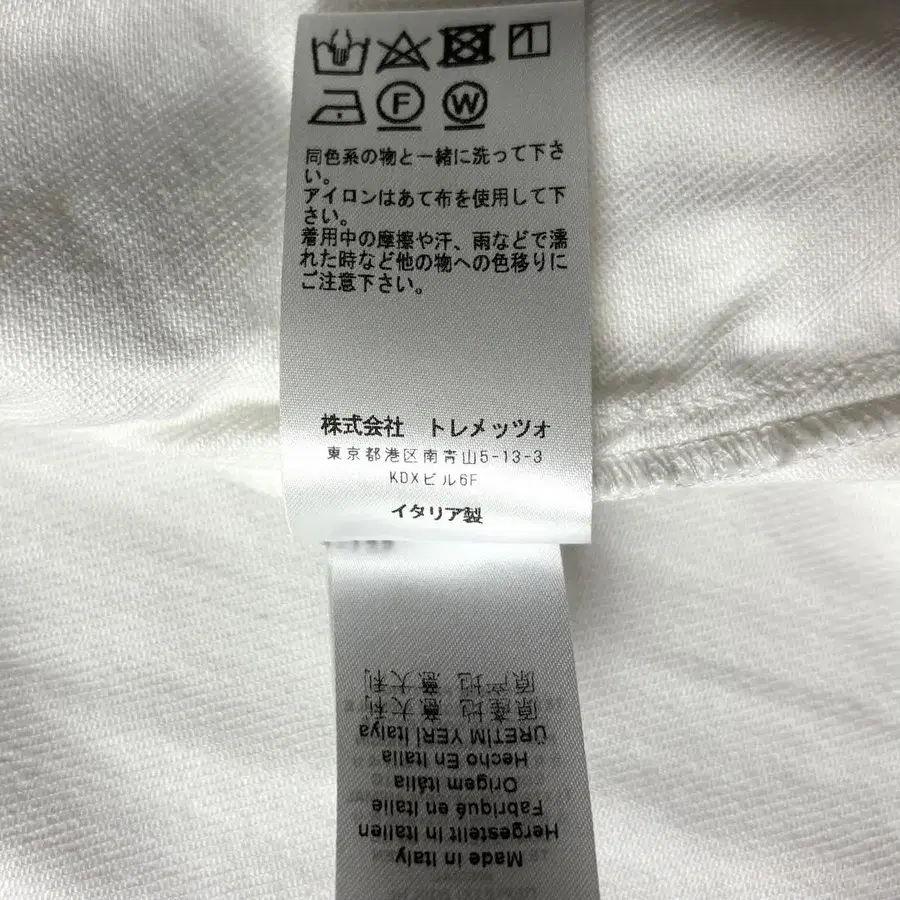 F W
同色系の物と一緒に洗って下さ
い。
アイロンはあて布を使用して下
さい。
着用中の摩擦や汗、雨などで濡
れた時など他の物への色移りに
ご注意下さい。
株式会社 トレメッツォ
東京都港区南青山5-13-3
KDXビル6F
イタリア製
Made in Italy
Hergestellt in Italien
Fabriqué en Italie
Origem Itália
Hecho En Italia
ÜRETİM YERİ İtalya
原産地 意大利
原產地 意大利